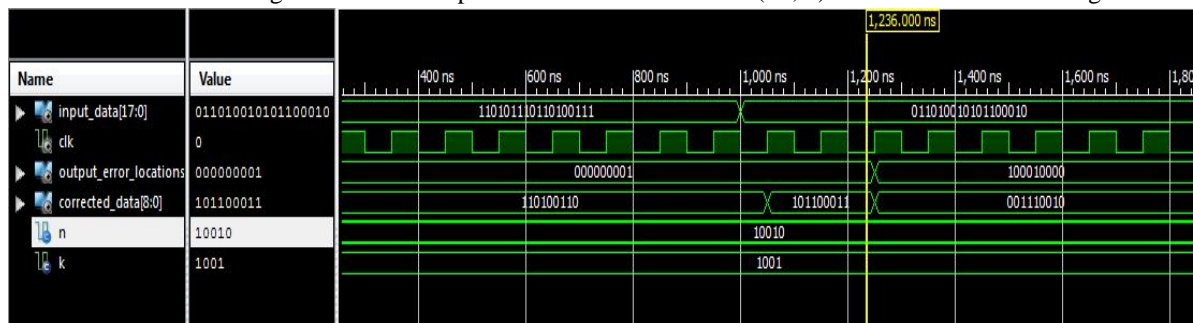 1,236.000 ns
Name Value 400 ns 600 ns 800 ns 1,000 ns 1,200 ns 1,400 ns 1,600 ns 1,80
input_data[17:0] 011010010101100010 110101110110100111 011010010101100010
clk 0
output_error_locations 000000001 000000001 100010000
corrected_data[8:0] 101100011 110100110 101100011 001110010
n 10010 10010
k 1001 1001